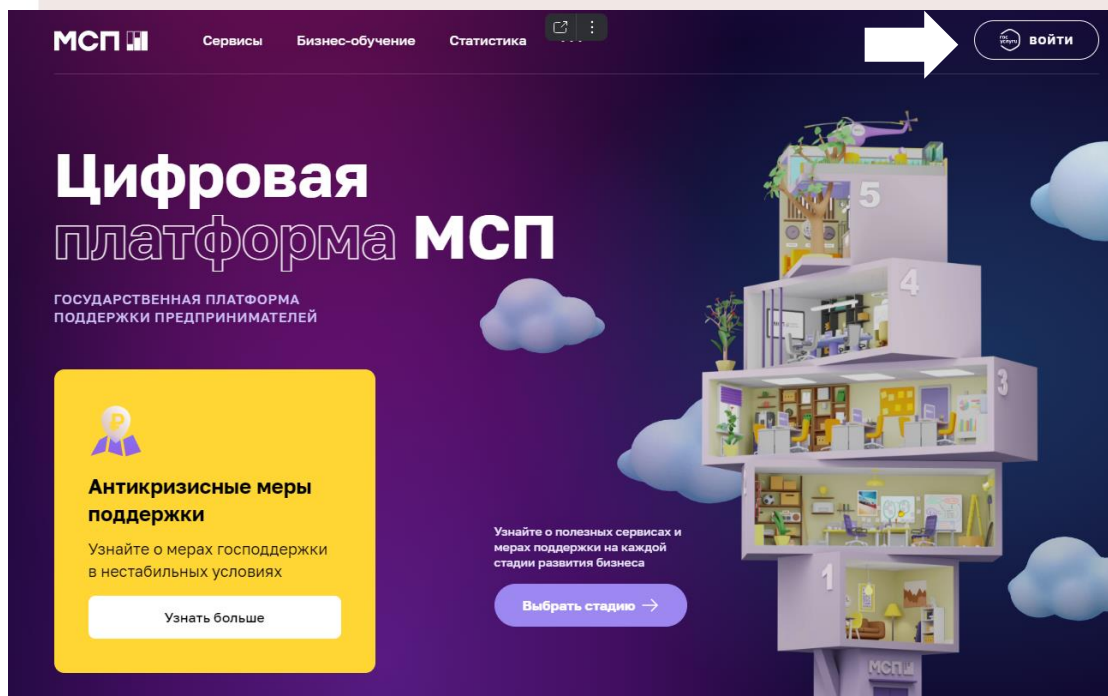 МСП
Сервисы Бизнес-обучение Статистика
гос услуги ВОЙТИ
Цифровая
платформа МСП
ГОСУДАРСТВЕННАЯ ПЛАТФОРМА
ПОДДЕРЖКИ ПРЕДПРИНИМАТЕЛЕЙ
Антикризисные меры
поддержки
Узнайте о мерах господдержки
в нестабильных условиях
Узнать больше
Узнайте о полезных сервисах и
мерах поддержки на каждой
стадии развития бизнеса
Выбрать стадию
5
4
3
1
МСП